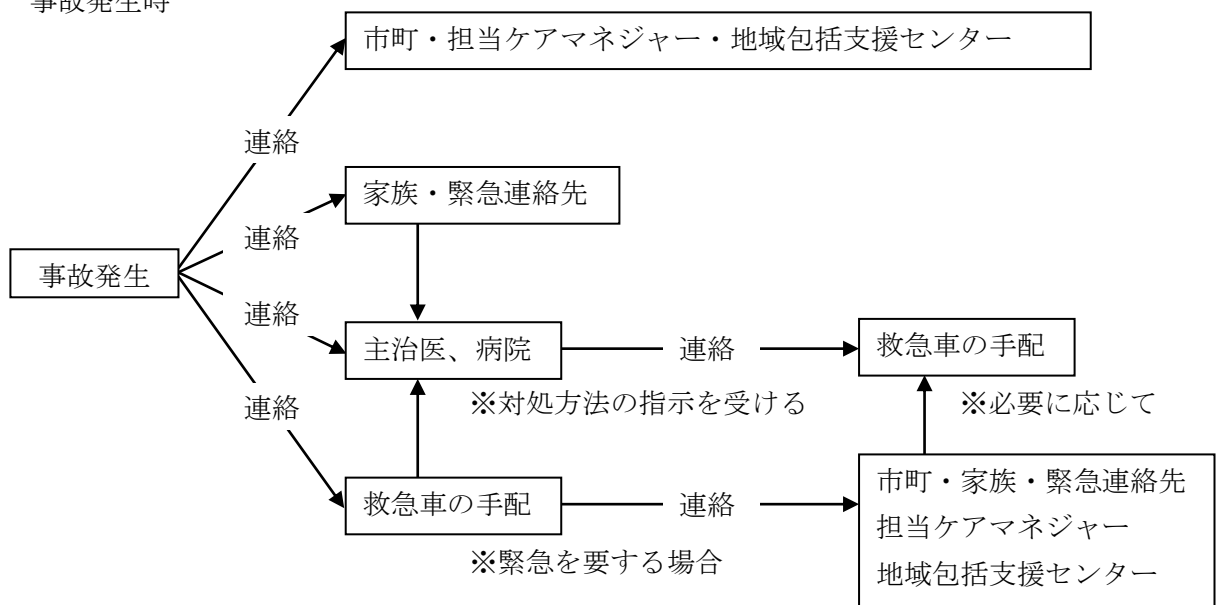 事故発生時
市町・担当ケアマネジャー・地域包括支援センター
連絡
家族・緊急連絡先
連絡
事故発生
連絡
主治医、病院
連絡
救急車の手配
※対処方法の指示を受ける
※必要に応じて
連絡
救急車の手配
連絡
市町・家族・緊急連絡先
担当ケアマネジャー
地域包括支援センター
※緊急を要する場合